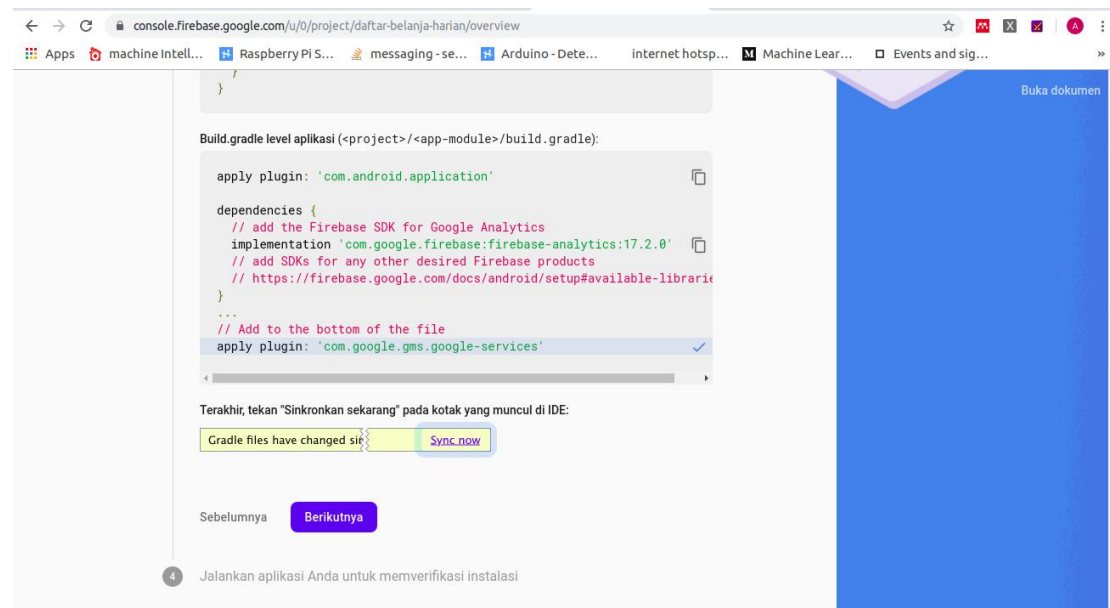 console.firebase.google.com/u/0/project/daftar-belanja-harian/overview
A
Apps machine Intell... Raspberry Pi S... messaging - se... Arduino - Dete... internet hotsp... M Machine Lear... Events and sig... »
}
}
Buka dokumen
Build.gradle level aplikasi (<project>/<app-module>/build.gradle):
apply plugin: 'com.android.application'
dependencies {
// add the Firebase SDK for Google Analytics
implementation 'com.google.firebase:firebase-analytics:17.2.0'
// add SDKs for any other desired Firebase products
// https://firebase.google.com/docs/android/setup#available-librarie
}
...
// Add to the bottom of the file
apply plugin: 'com.google.gms.google-services'
Terakhir, tekan "Sinkronkan sekarang" pada kotak yang muncul di IDE:
Gradle files have changed sin Sync now
Sebelumnya Berikutnya
4 Jalankan aplikasi Anda untuk memverifikasi instalasi